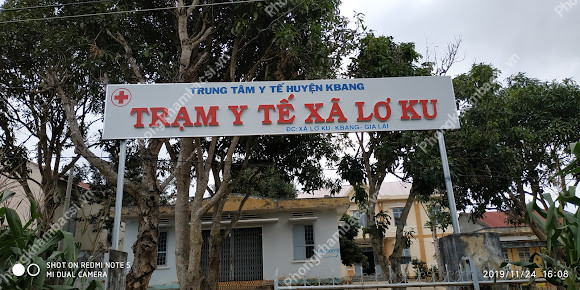 TRUNG TÂM Y TẾ HUYỆN KBANG
TRẠM Y TẾ XÃ LƠ KU
ĐC: XÃ LƠ KU - KBANG - GIA LAI
SHOT ON REDMI NOTE 5
MI DUAL CAMERA
2019/11/24 16:08